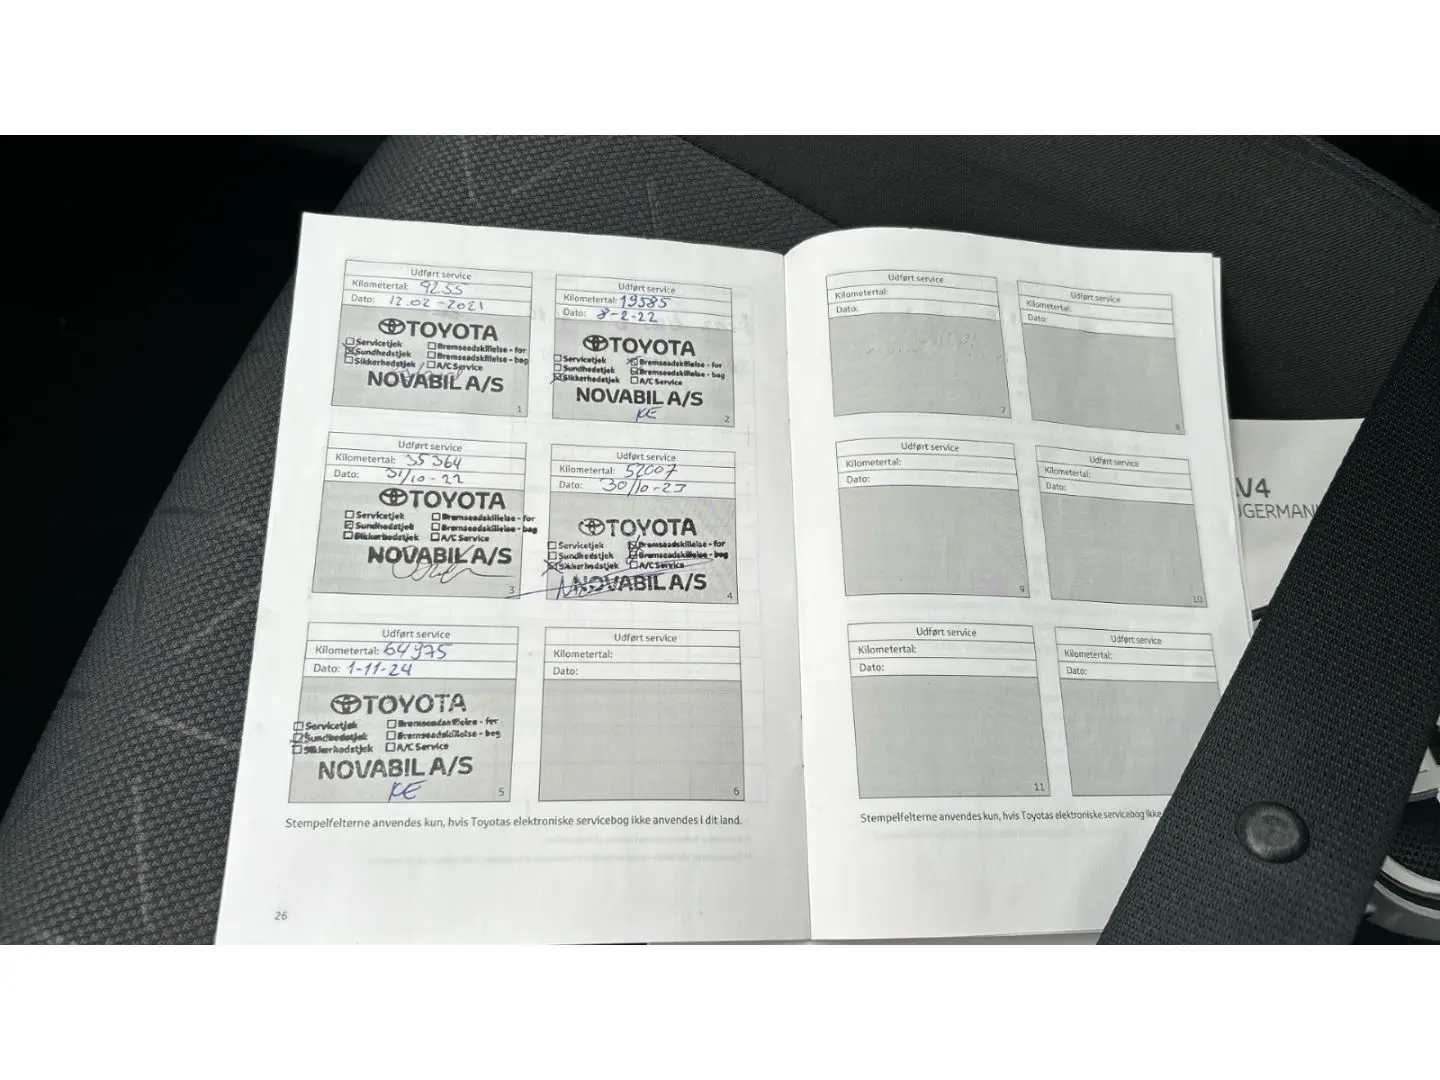 Udført service
Kilometertal: 9255
Dato: 12.02-2021
TOYOTA
Servicetjek Bremseadskillelse - for
Sundhedstjek Bremseadskillelse - bag
Sikkerhedstjek A/C Service
NOVABIL A/S
1
Udført service
Kilometertal: 19585
Dato: 8-2-22
TOYOTA
Servicetjek Bremseadskillelse - for
Sundhedstjek Bremseadskillelse - bag
Sikkerhedstjek A/C Service
NOVABIL A/S
KE
2
Udført service
Kilometertal: 35364
Dato: 31/10-22
TOYOTA
Servicetjek Bremseadskillelse - for
Sundhedstjek Bremseadskillelse - bag
Sikkerhedstjek A/C Service
NOVABIL A/S
3
Udført service
Kilometertal: 52007
Dato: 30/10-23
TOYOTA
Servicetjek Bremseadskillelse - for
Sundhedstjek Bremseadskillelse - bag
Sikkerhedstjek A/C Service
NOVABIL A/S
4
Udført service
Kilometertal: 64975
Dato: 1-11-24
TOYOTA
Servicetjek Bremseadskillelse - for
Sundhedstjek Bremseadskillelse - bag
Sikkerhedstjek A/C Service
NOVABIL A/S
KE
5
Udført service
Kilometertal:
Dato:
6
Stempelfelterne anvendes kun, hvis Toyotas elektroniske servicebog ikke anvendes i dit land.
26
Udført service
Kilometertal:
Dato:
7
Udført service
Kilometertal:
Dato:
8
Udført service
Kilometertal:
Dato:
9
Udført service
Kilometertal:
Dato:
10
Udført service
Kilometertal:
Dato:
11
Udført service
Kilometertal:
Dato:
Stempelfelterne anvendes kun, hvis Toyotas elektroniske servicebog ikke
V4
UGERMAN